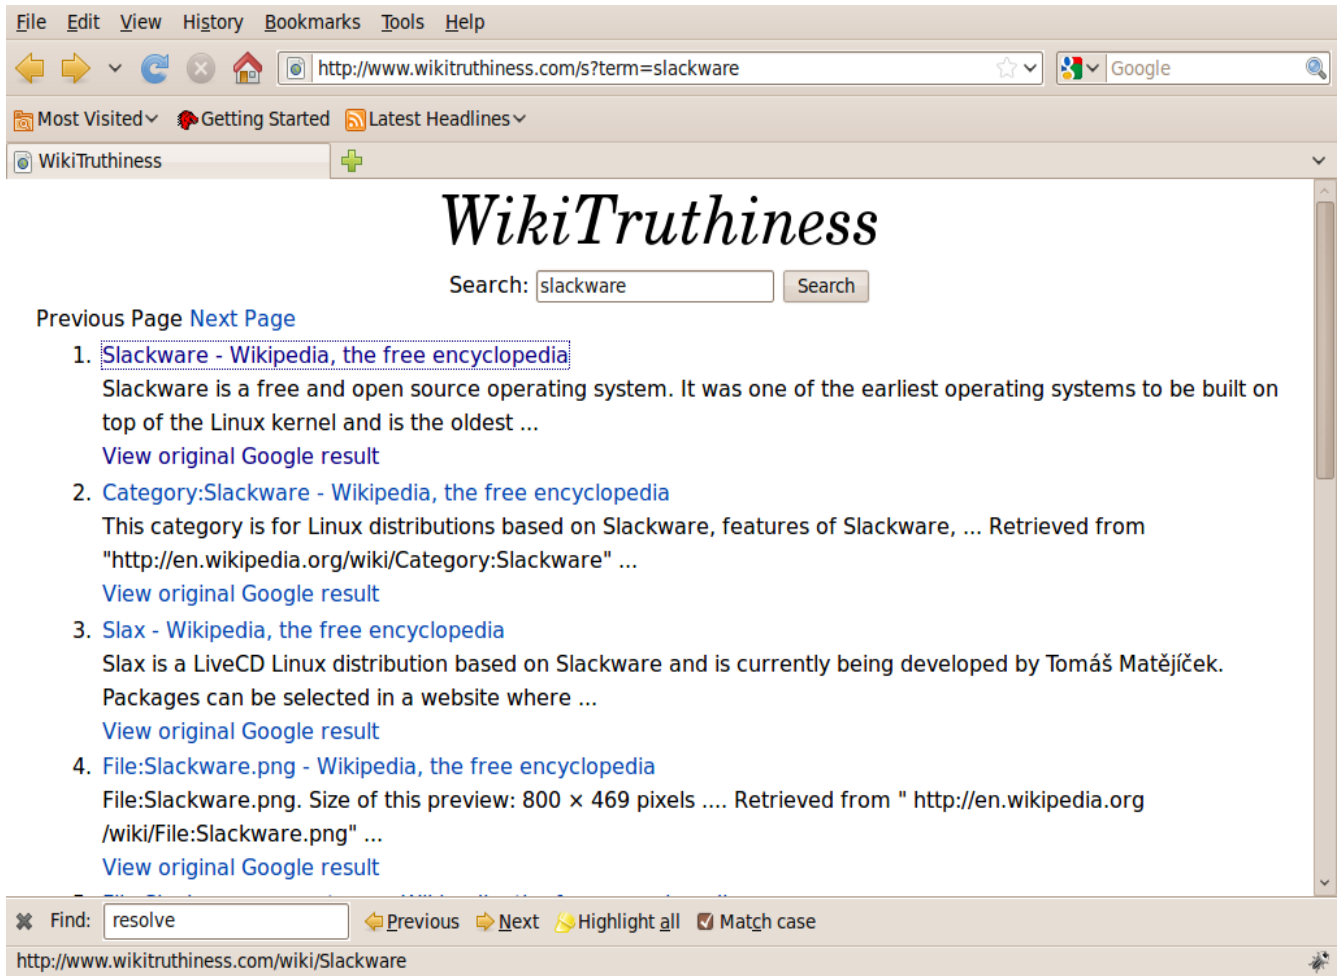 File Edit View History Bookmarks Tools Help
http://www.wikitruthiness.com/s?term=slackware Google
Most Visited Getting Started Latest Headlines
WikiTruthiness
WikiTruthiness
Search: slackware Search
Previous Page Next Page
1. Slackware - Wikipedia, the free encyclopedia
Slackware is a free and open source operating system. It was one of the earliest operating systems to be built on
top of the Linux kernel and is the oldest ...
View original Google result
2. Category:Slackware - Wikipedia, the free encyclopedia
This category is for Linux distributions based on Slackware, features of Slackware, ... Retrieved from
"http://en.wikipedia.org/wiki/Category:Slackware" ...
View original Google result
3. Slax - Wikipedia, the free encyclopedia
Slax is a LiveCD Linux distribution based on Slackware and is currently being developed by Tomáš Matějíček.
Packages can be selected in a website where ...
View original Google result
4. File:Slackware.png - Wikipedia, the free encyclopedia
File:Slackware.png. Size of this preview: 800 × 469 pixels .... Retrieved from " http://en.wikipedia.org
/wiki/File:Slackware.png" ...
View original Google result
Find: resolve Previous Next Highlight all Match case
http://www.wikitruthiness.com/wiki/Slackware